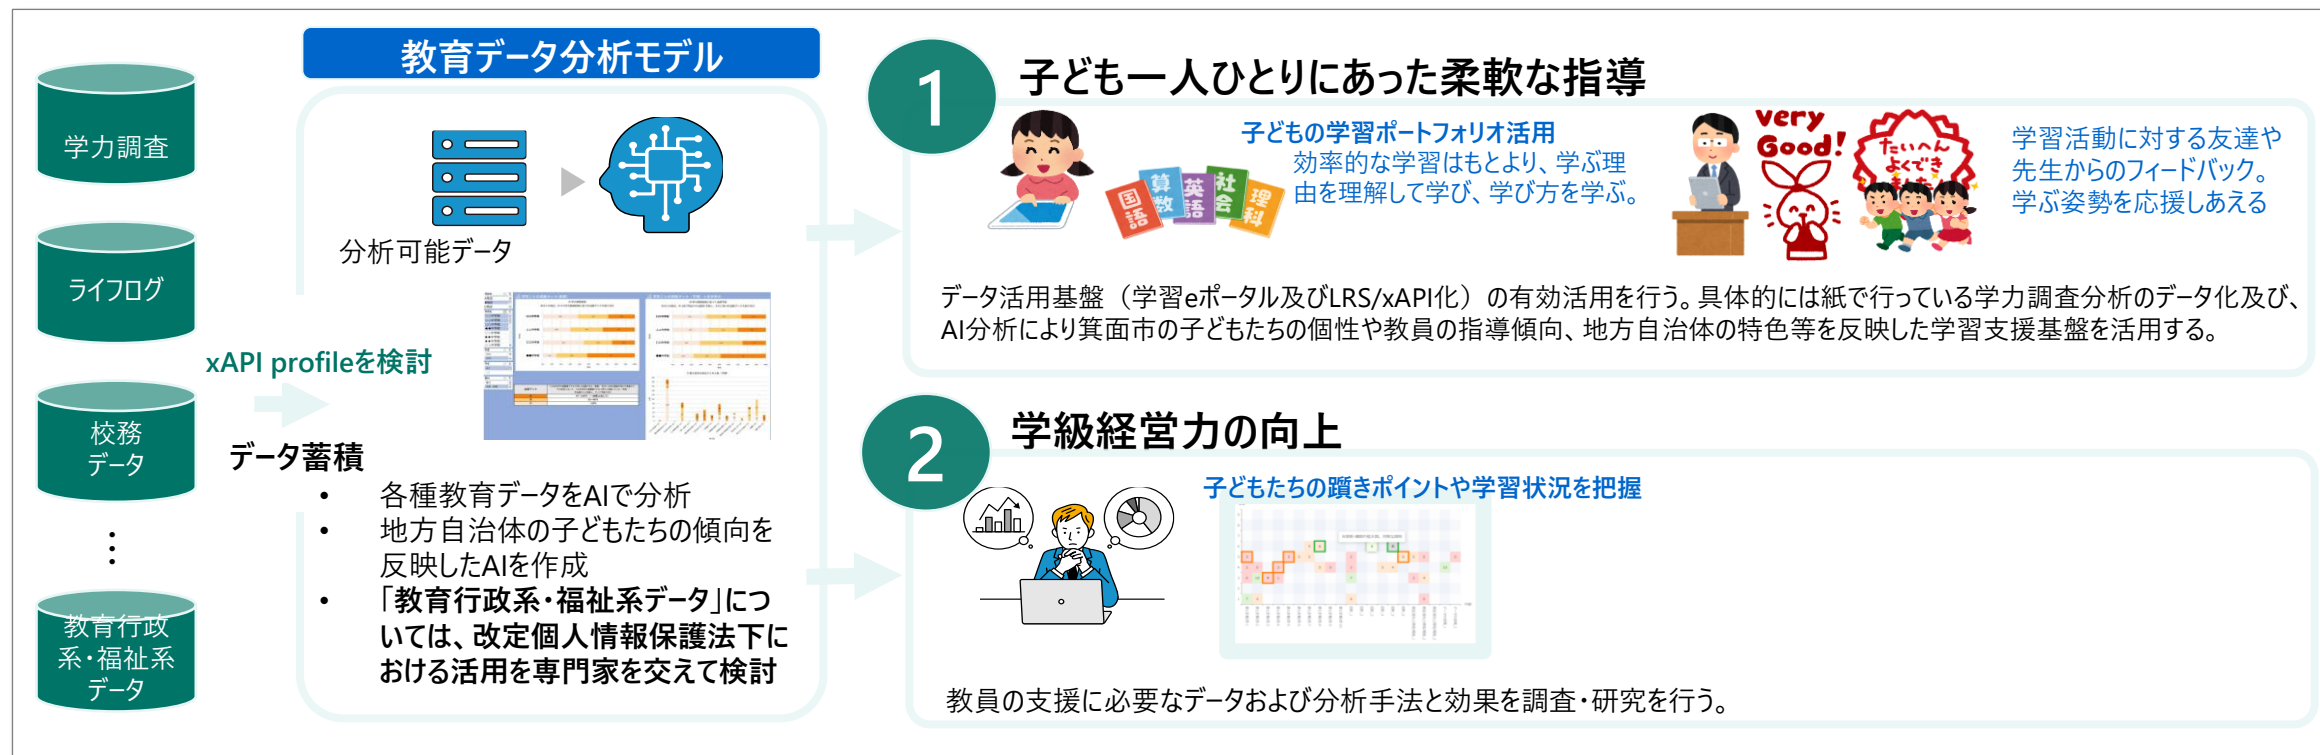 学力調査
ライフログ
校務
データ
⋮
教育行政
系・福祉系
データ
xAPI profileを検討
データ蓄積
教育データ分析モデル
分析可能データ
• 各種教育データをAIで分析
• 地方自治体の子どもたちの傾向を
反映したAIを作成
• 「教育行政系・福祉系データ」につ
いては、改定個人情報保護法下に
おける活用を専門家を交えて検討
1
子ども一人ひとりにあった柔軟な指導
国語
算数
英語
社会
理科
子どもの学習ポートフォリオ活用
効率的な学習はもとより、学ぶ理
由を理解して学び、学び方を学ぶ。
very
Good!
たいへん
よくでき
学習活動に対する友達や
先生からのフィードバック。
学ぶ姿勢を応援しあえる
データ活用基盤（学習eポータル及びLRS/xAPI化）の有効活用を行う。具体的には紙で行っている学力調査分析のデータ化及び、
AI分析により箕面市の子どもたちの個性や教員の指導傾向、地方自治体の特色等を反映した学習支援基盤を活用する。
2
学級経営力の向上
子どもたちの躓きポイントや学習状況を把握
教員の支援に必要なデータおよび分析手法と効果を調査・研究を行う。